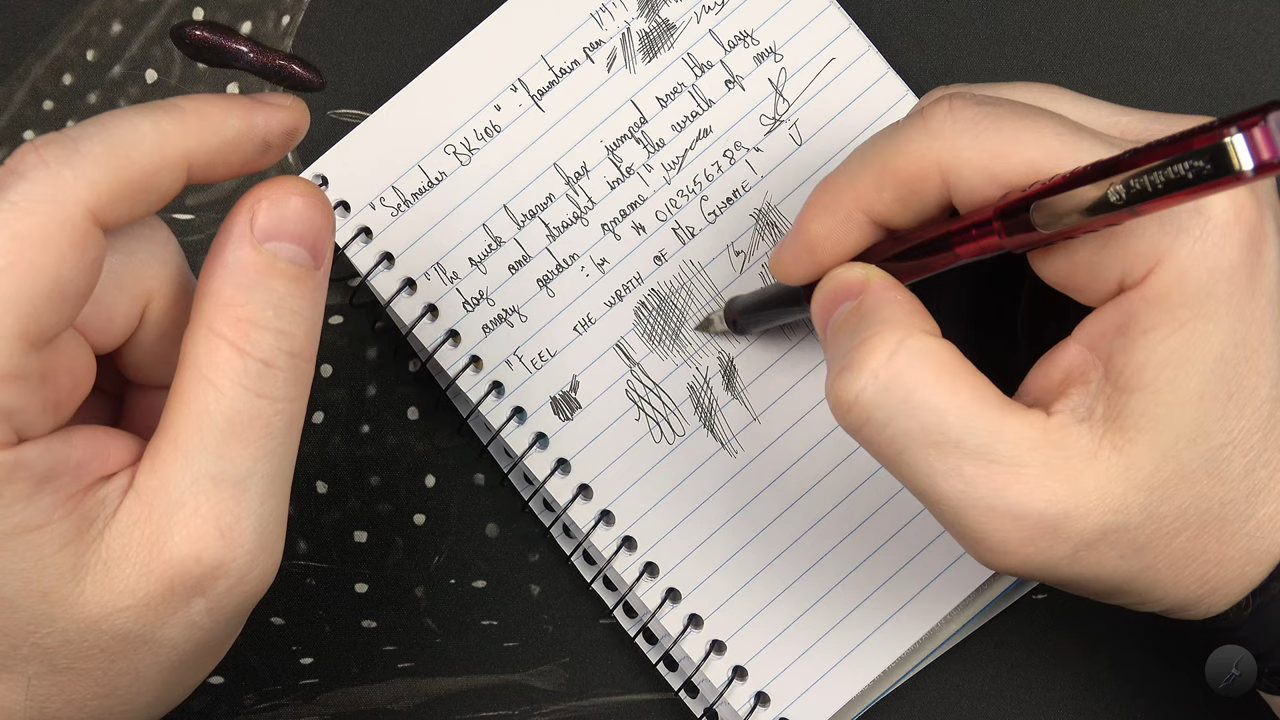 "Schneider BK406" - "fountain pen"!!!
"The quick brown fox jumped over the lazy
dog and straight into the wrath of my
angry garden gnome!"
0123456789
"FEEL THE WRATH OF MR. GNOME!"
Schneider